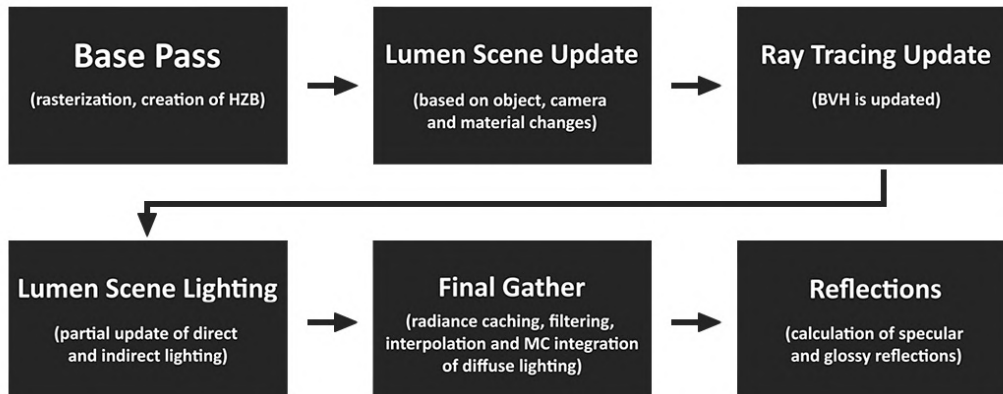 Base Pass
(rasterization, creation of HZB)
Lumen Scene Update
(based on object, camera
and material changes)
Ray Tracing Update
(BVH is updated)
Lumen Scene Lighting
(partial update of direct
and indirect lighting)
Final Gather
(radiance caching, filtering,
interpolation and MC integration
of diffuse lighting)
Reflections
(calculation of specular
and glossy reflections)